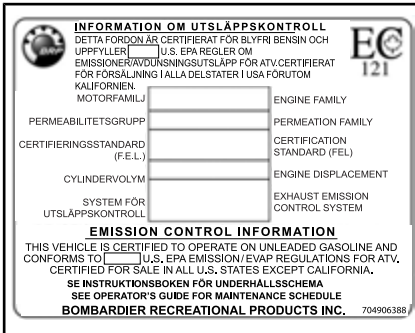 INFORMATION OM UTSLÄPPSKONTROLL
DETTA FORDON ÄR CERTIFIERAT FÖR BLYFRI BENSIN OCH
UPPFYLLER U.S. EPA REGLER OM
EMISSIONER/AVDUNSNINGSUTSLÄPP FÖR ATV.CERTIFIERAT
FÖR FÖRSÄLJNING I ALLA DELSTATER I USA FÖRUTOM
KALIFORNIEN.
brp
EC
121
MOTORFAMILJ ENGINE FAMILY
PERMEABILITETSGRUPP PERMEATION FAMILY
CERTIFIERINGSSTANDARD CERTIFICATION
(F.E.L.) STANDARD (FEL)
CYLINDERVOLYM ENGINE DISPLACEMENT
SYSTEM FÖR EXHAUST EMISSION
UTSLÄPPSKONTROLL CONTROL SYSTEM
EMISSION CONTROL INFORMATION
THIS VEHICLE IS CERTIFIED TO OPERATE ON UNLEADED GASOLINE AND
CONFORMS TO U.S. EPA EMISSION/EVAP REGULATIONS FOR ATV.
CERTIFIED FOR SALE IN ALL U.S. STATES EXCEPT CALIFORNIA.
SE INSTRUKTIONSBOKEN FÖR UNDERHÅLLSSCHEMA
SEE OPERATOR'S GUIDE FOR MAINTENANCE SCHEDULE
BOMBARDIER RECREATIONAL PRODUCTS INC. 704906388